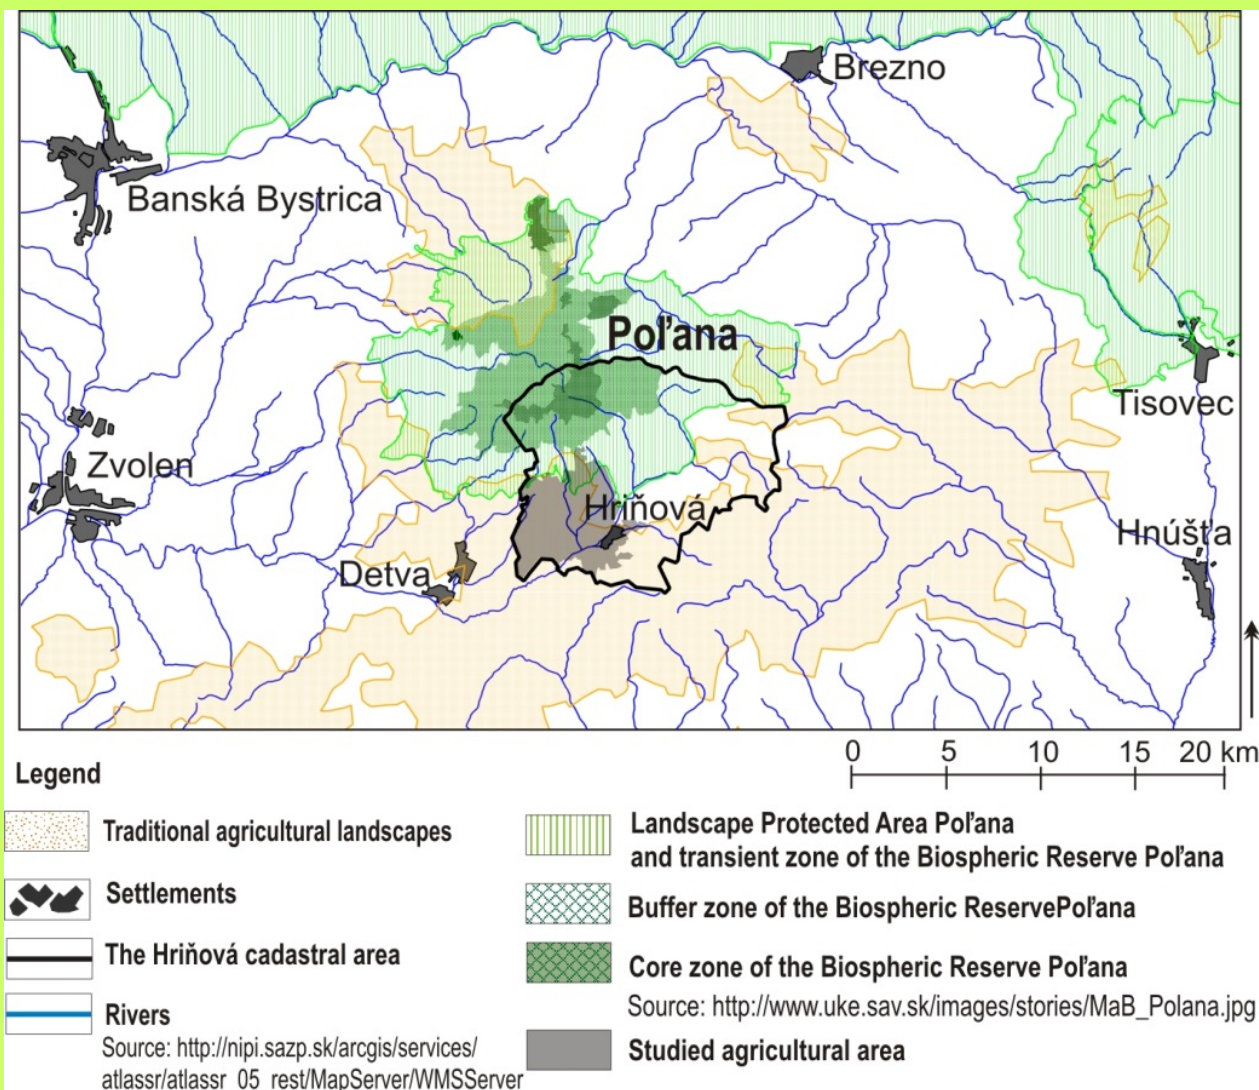 Brezno
Banská Bystrica
Poľana
Tisovec
Zvolen
Hriňová
Hnúšťa
Detva
0 5 10 15 20 km
Legend
Traditional agricultural landscapes
Settlements
The Hriňová cadastral area
Rivers
Source: http://nipi.sazp.sk/arcgis/services/
atlassr/atlassr_05_rest/MapServer/WMSServer
Landscape Protected Area Poľana
and transient zone of the Biospheric Reserve Poľana
Buffer zone of the Biospheric ReservePoľana
Core zone of the Biospheric Reserve Poľana
Source: http://www.uke.sav.sk/images/stories/MaB_Polana.jpg
Studied agricultural area